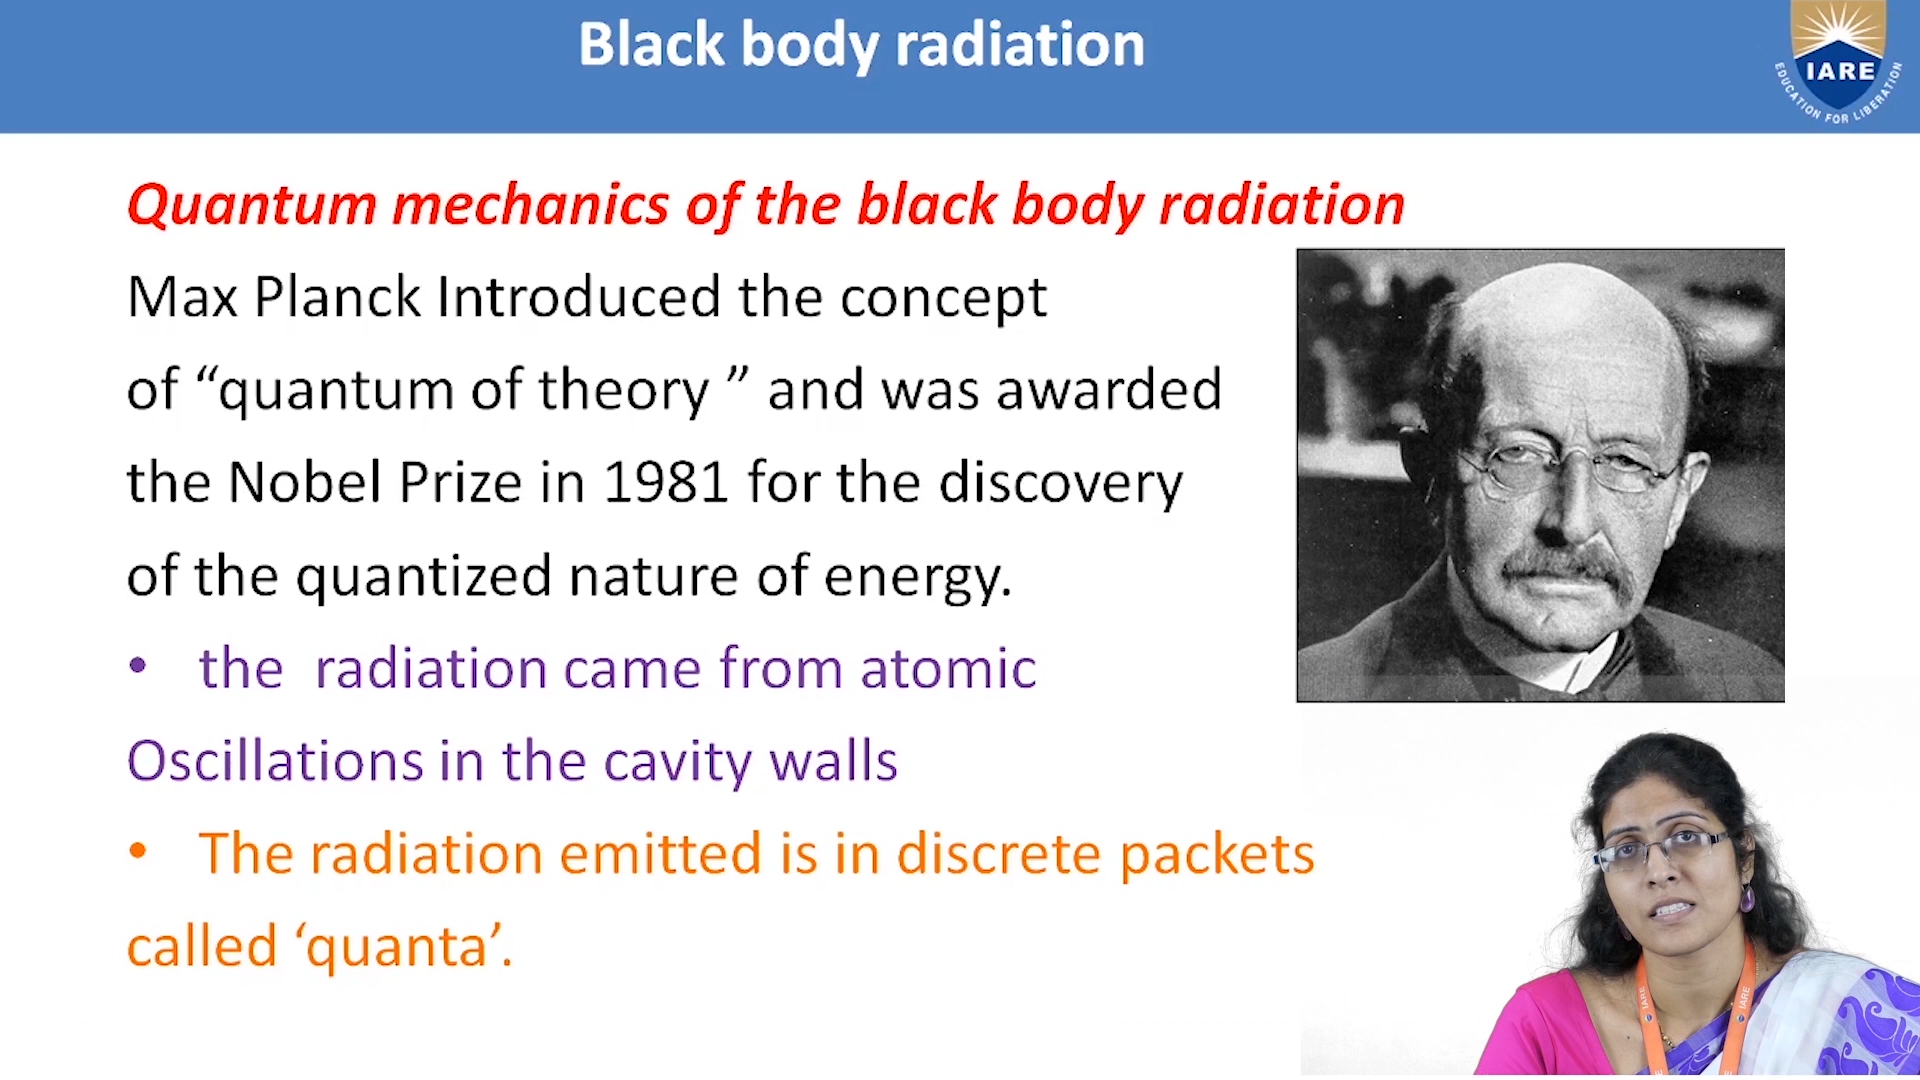 Black body radiation
IARE
EDUCATION FOR LIBERATION
Quantum mechanics of the black body radiation
Max Planck Introduced the concept
of “quantum of theory ” and was awarded
the Nobel Prize in 1981 for the discovery
of the quantized nature of energy.
• the radiation came from atomic
Oscillations in the cavity walls
• The radiation emitted is in discrete packets
called ‘quanta’.
IARE
IARE